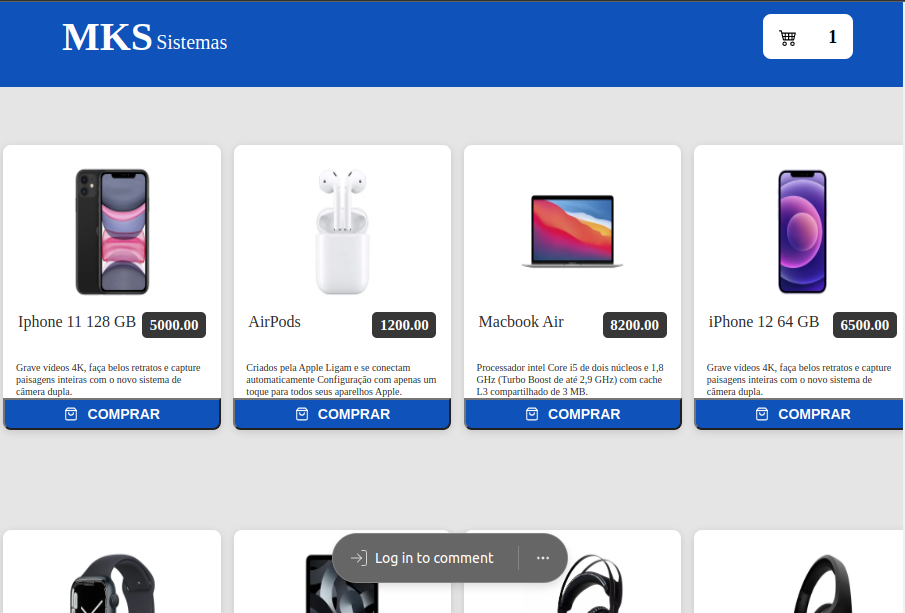 MKS Sistemas
1
Iphone 11 128 GB 5000.00
Grave vídeos 4K, faça belos retratos e capture
paisagens inteiras com o novo sistema de
câmera dupla.
COMPRAR
AirPods 1200.00
Criados pela Apple Ligam e se conectam
automaticamente Configuração com apenas um
toque para todos seus aparelhos Apple.
COMPRAR
Macbook Air 8200.00
Processador intel Core i5 de dois núcleos e 1,8
GHz (Turbo Boost de até 2,9 GHz) com cache
L3 compartilhado de 3 MB.
COMPRAR
iPhone 12 64 GB 6500.00
Grave vídeos 4K, faça belos retratos e capture
paisagens inteiras com o novo sistema de
câmera dupla.
COMPRAR
Log in to comment